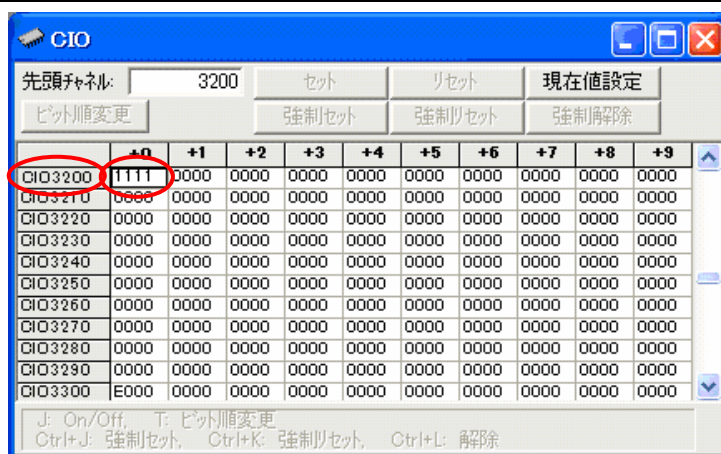 CIO
先頭チャネル: 3200 セット リセット 現在値設定
ビット順変更 強制セット 強制リセット 強制解除
+0 +1 +2 +3 +4 +5 +6 +7 +8 +9
CIO3200 1111 0000 0000 0000 0000 0000 0000 0000 0000 0000
CIO3210 0000 0000 0000 0000 0000 0000 0000 0000 0000 0000
CIO3220 0000 0000 0000 0000 0000 0000 0000 0000 0000 0000
CIO3230 0000 0000 0000 0000 0000 0000 0000 0000 0000 0000
CIO3240 0000 0000 0000 0000 0000 0000 0000 0000 0000 0000
CIO3250 0000 0000 0000 0000 0000 0000 0000 0000 0000 0000
CIO3260 0000 0000 0000 0000 0000 0000 0000 0000 0000 0000
CIO3270 0000 0000 0000 0000 0000 0000 0000 0000 0000 0000
CIO3280 0000 0000 0000 0000 0000 0000 0000 0000 0000 0000
CIO3290 0000 0000 0000 0000 0000 0000 0000 0000 0000 0000
CIO3300 E000 0000 0000 0000 0000 0000 0000 0000 0000 0000
J: On/Off, T: ビット順変更
Ctrl+J: 強制セット, Ctrl+K: 強制リセット, Ctrl+L: 解除